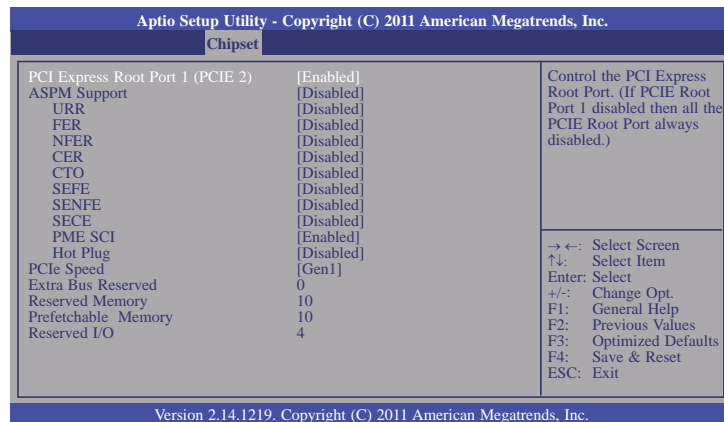 Aptio Setup Utility - Copyright (C) 2011 American Megatrends, Inc.
Chipset
PCI Express Root Port 1 (PCIE 2) [Enabled]
ASPM Support [Disabled]
URR [Disabled]
FER [Disabled]
NFER [Disabled]
CER [Disabled]
CTO [Disabled]
SEFE [Disabled]
SENFE [Disabled]
SECE [Disabled]
PME SCI [Enabled]
Hot Plug [Disabled]
PCIe Speed [Gen1]
Extra Bus Reserved 0
Reserved Memory 10
Prefetchable Memory 10
Reserved I/O 4
Control the PCI Express
Root Port. (If PCIE Root
Port 1 disabled then all the
PCIE Root Port always
disabled.)
→ ←: Select Screen
↑↓: Select Item
Enter: Select
+/-: Change Opt.
F1: General Help
F2: Previous Values
F3: Optimized Defaults
F4: Save & Reset
ESC: Exit
Version 2.14.1219. Copyright (C) 2011 American Megatrends, Inc.